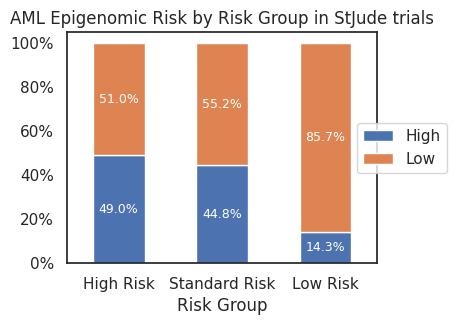 AML Epigenomic Risk by Risk Group in StJude trials
100%
80%
60%
40%
20%
0%
51.0%
55.2%
85.7%
49.0%
44.8%
14.3%
High
Low
High Risk
Standard Risk
Low Risk
Risk Group